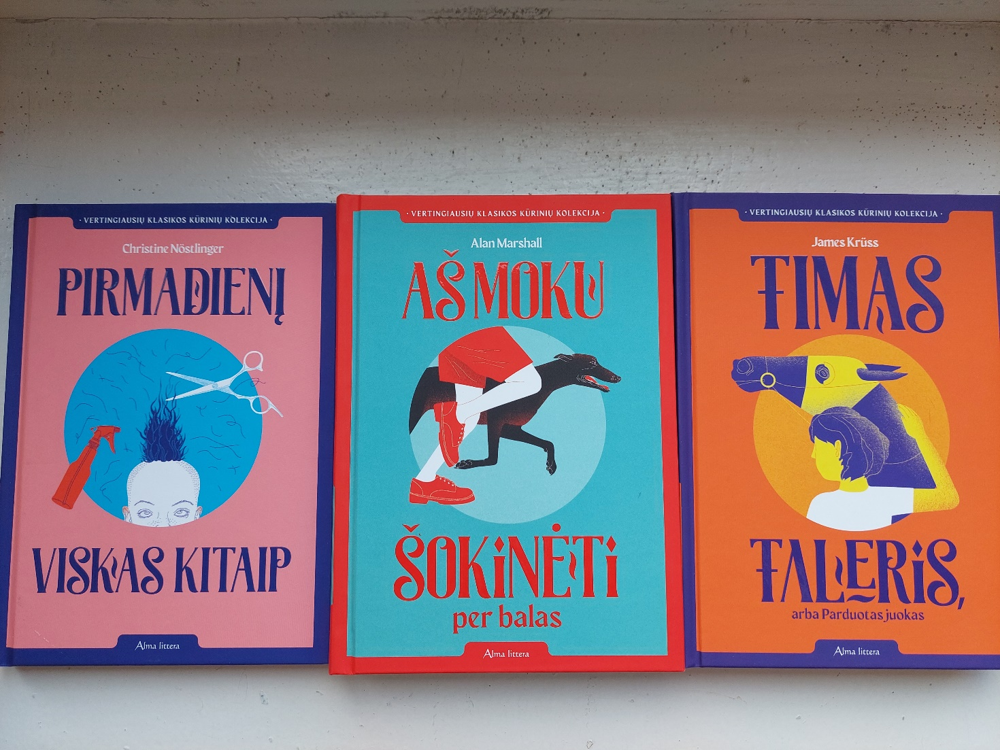 · VERTINGIAUSIŲ KLASIKOS KŪRINIŲ KOLEKCIJA ·
Christine Nöstlinger
PIRMADIENĮ
VISKAS KITAIP
Alma littera
· VERTINGIAUSIŲ KLASIKOS KŪRINIŲ KOLEKCIJA ·
Alan Marshall
AŠ MOKU
ŠOKINĖTI
per balas
Alma littera
· VERTINGIAUSIŲ KLASIKOS KŪRINIŲ KOLEKCIJA ·
James Krüss
TIMAS
TALERIS,
arba Parduotas juokas
Alma littera